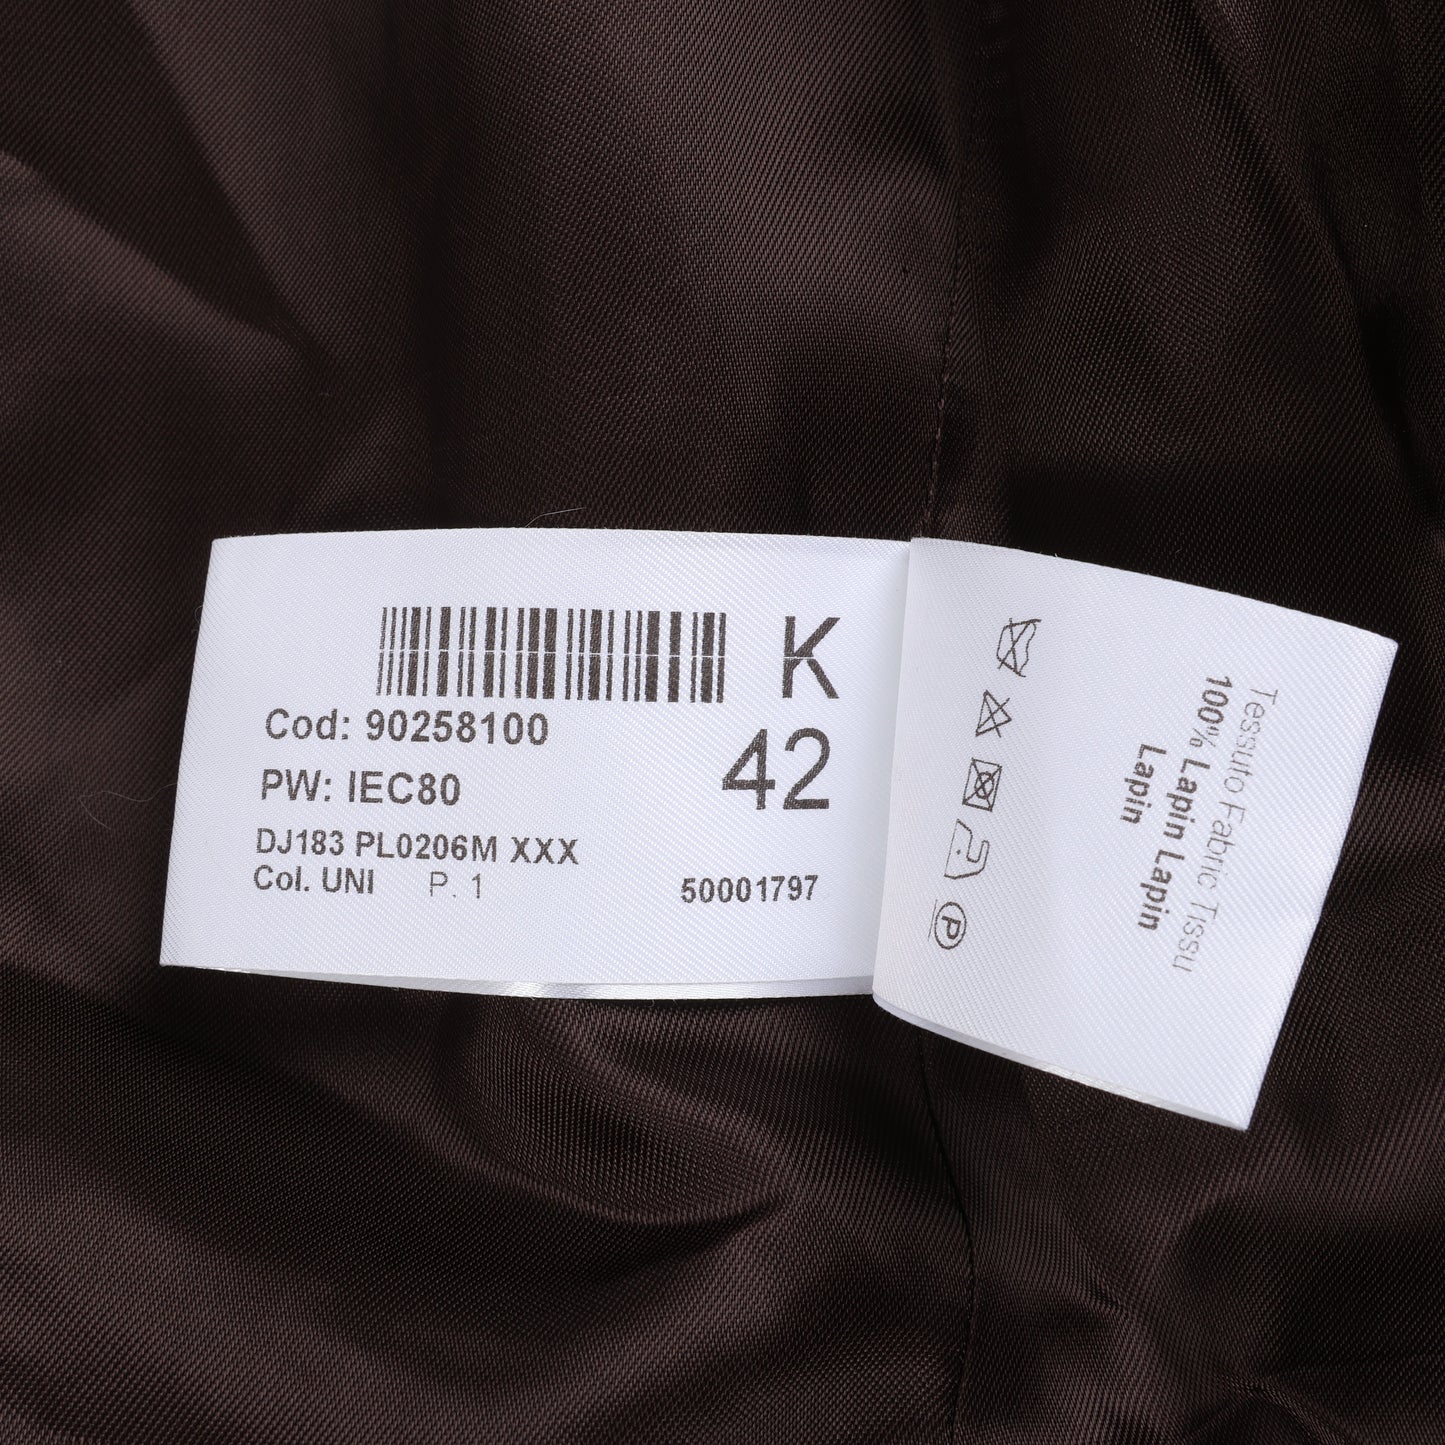 K
Cod: 90258100
42
PW: IEC80
DJ183 PL0206M XXX
Col. UNI P. 1
50001797
Tessuto Fabric Tissu
100% Lapin Lapin
Lapin
P